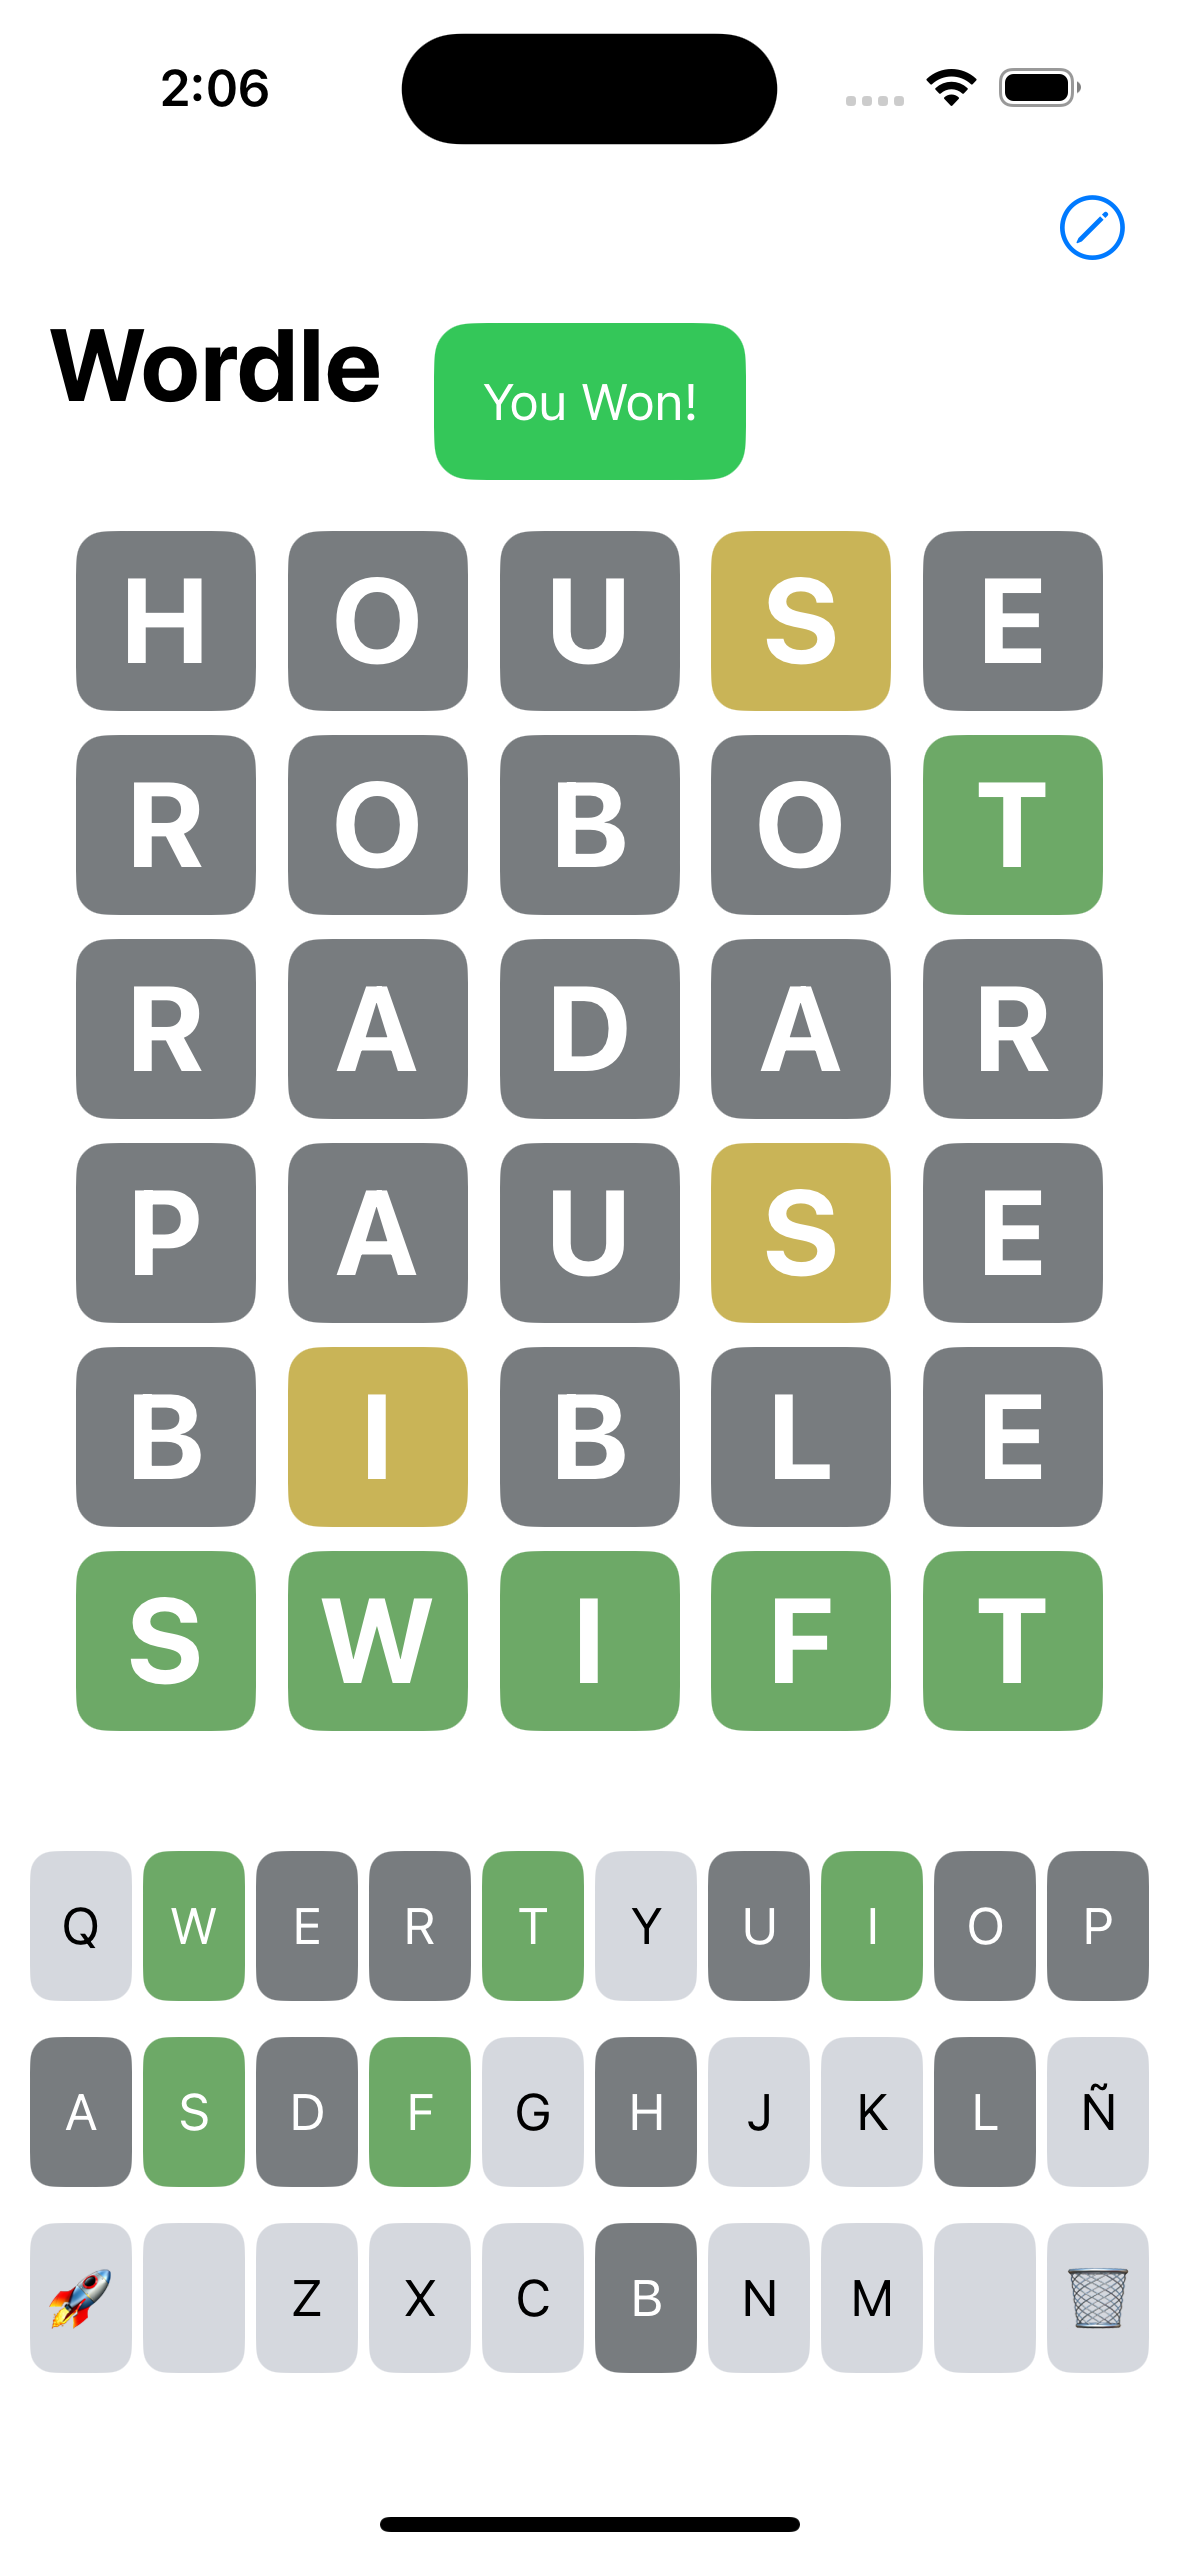 2:06
Wordle
You Won!
H O U S E
R O B O T
R A D A R
P A U S E
B I B L E
S W I F T
Q W E R T Y U I O P
A S D F G H J K L Ñ
Z X C B N M